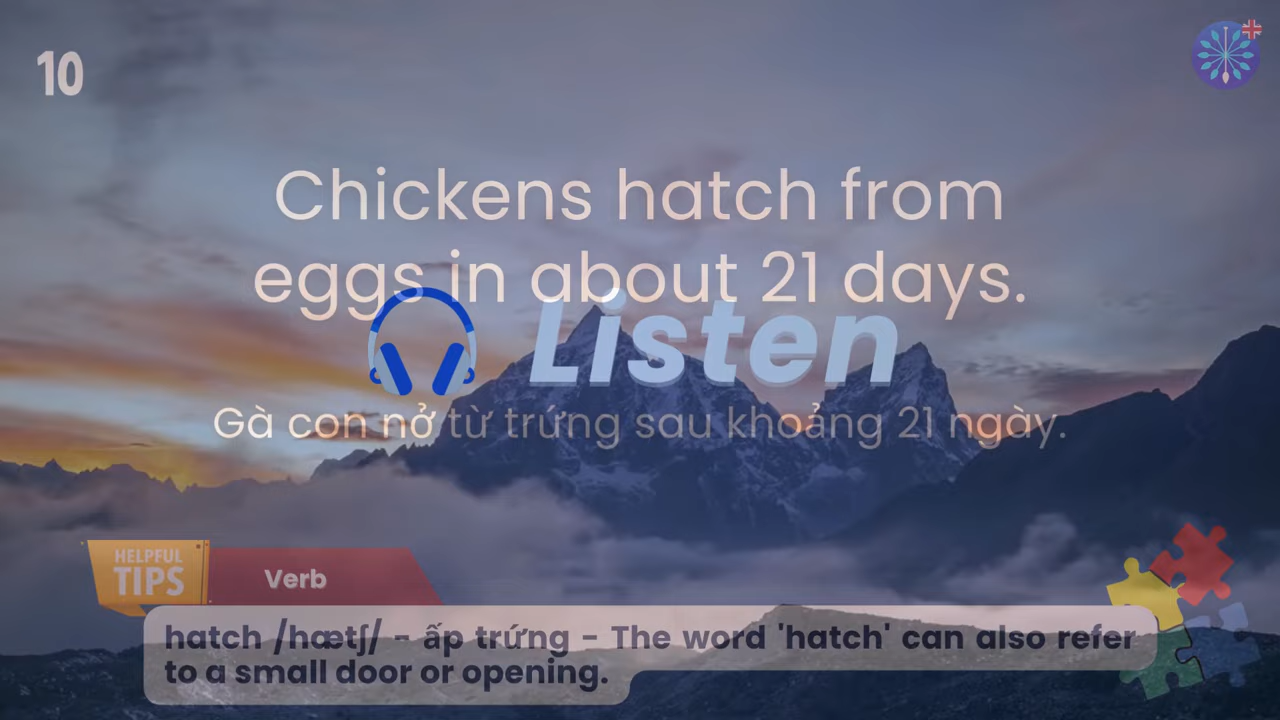 10
Chickens hatch from
eggs in about 21 days.
Listen
Gà con nở từ trứng sau khoảng 21 ngày.
HELPFUL
TIPS
Verb
hatch /hætʃ/ - ấp trứng - The word 'hatch' can also refer
to a small door or opening.